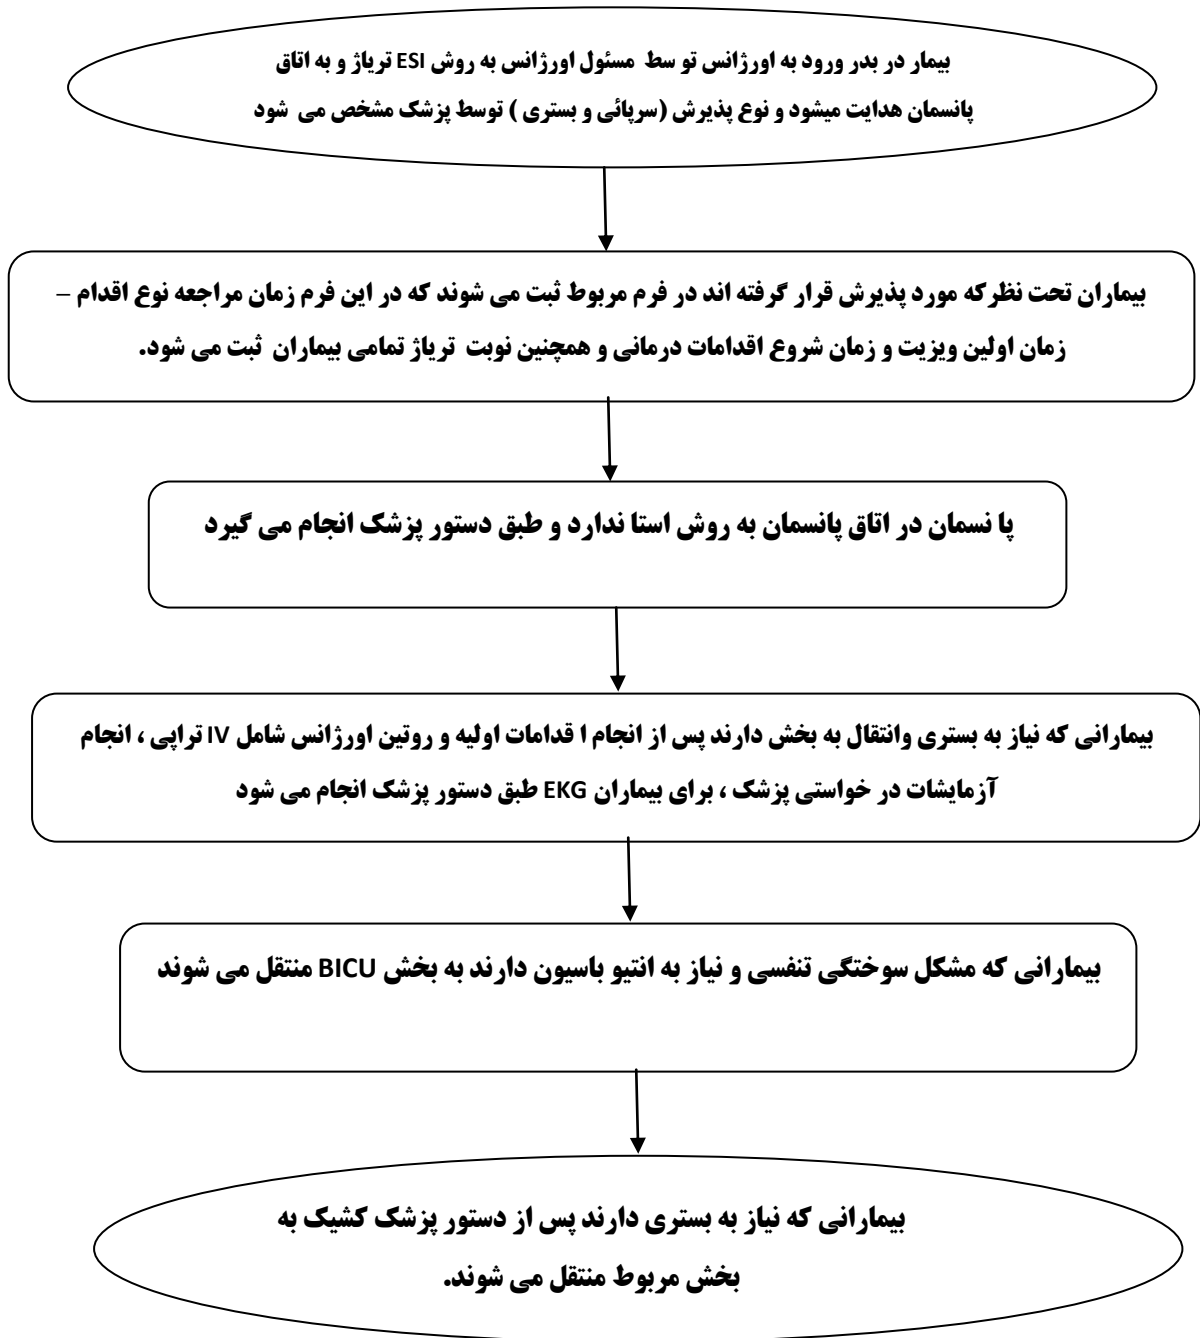 بیمار در بدر ورود به اورژانس تو سط مسئول اورژانس به روش ESI تریاژ و به اتاق
پانسمان هدایت میشود و نوع پذیرش (سرپائی و بستری ) توسط پزشک مشخص می شود
بیماران تحت نظرکه مورد پذیرش قرار گرفته اند در فرم مربوط ثبت می شوند که در این فرم زمان مراجعه نوع اقدام –
زمان اولین ویزیت و زمان شروع اقدامات درمانی و همچنین نوبت تریاژ تمامی بیماران ثبت می شود.
پا نسمان در اتاق پانسمان به روش استا ندارد و طبق دستور پزشک انجام می گیرد
بیمارانی که نیاز به بستری وانتقال به بخش دارند پس از انجام ا قدامات اولیه و روتین اورژانس شامل IV تراپی ، انجام
آزمایشات در خواستی پزشک ، برای بیماران EKG طبق دستور پزشک انجام می شود
بیمارانی که مشکل سوختگی تنفسی و نیاز به انتیو باسیون دارند به بخش BICU منتقل می شوند
بیمارانی که نیاز به بستری دارند پس از دستور پزشک کشیک به
بخش مربوط منتقل می شوند.